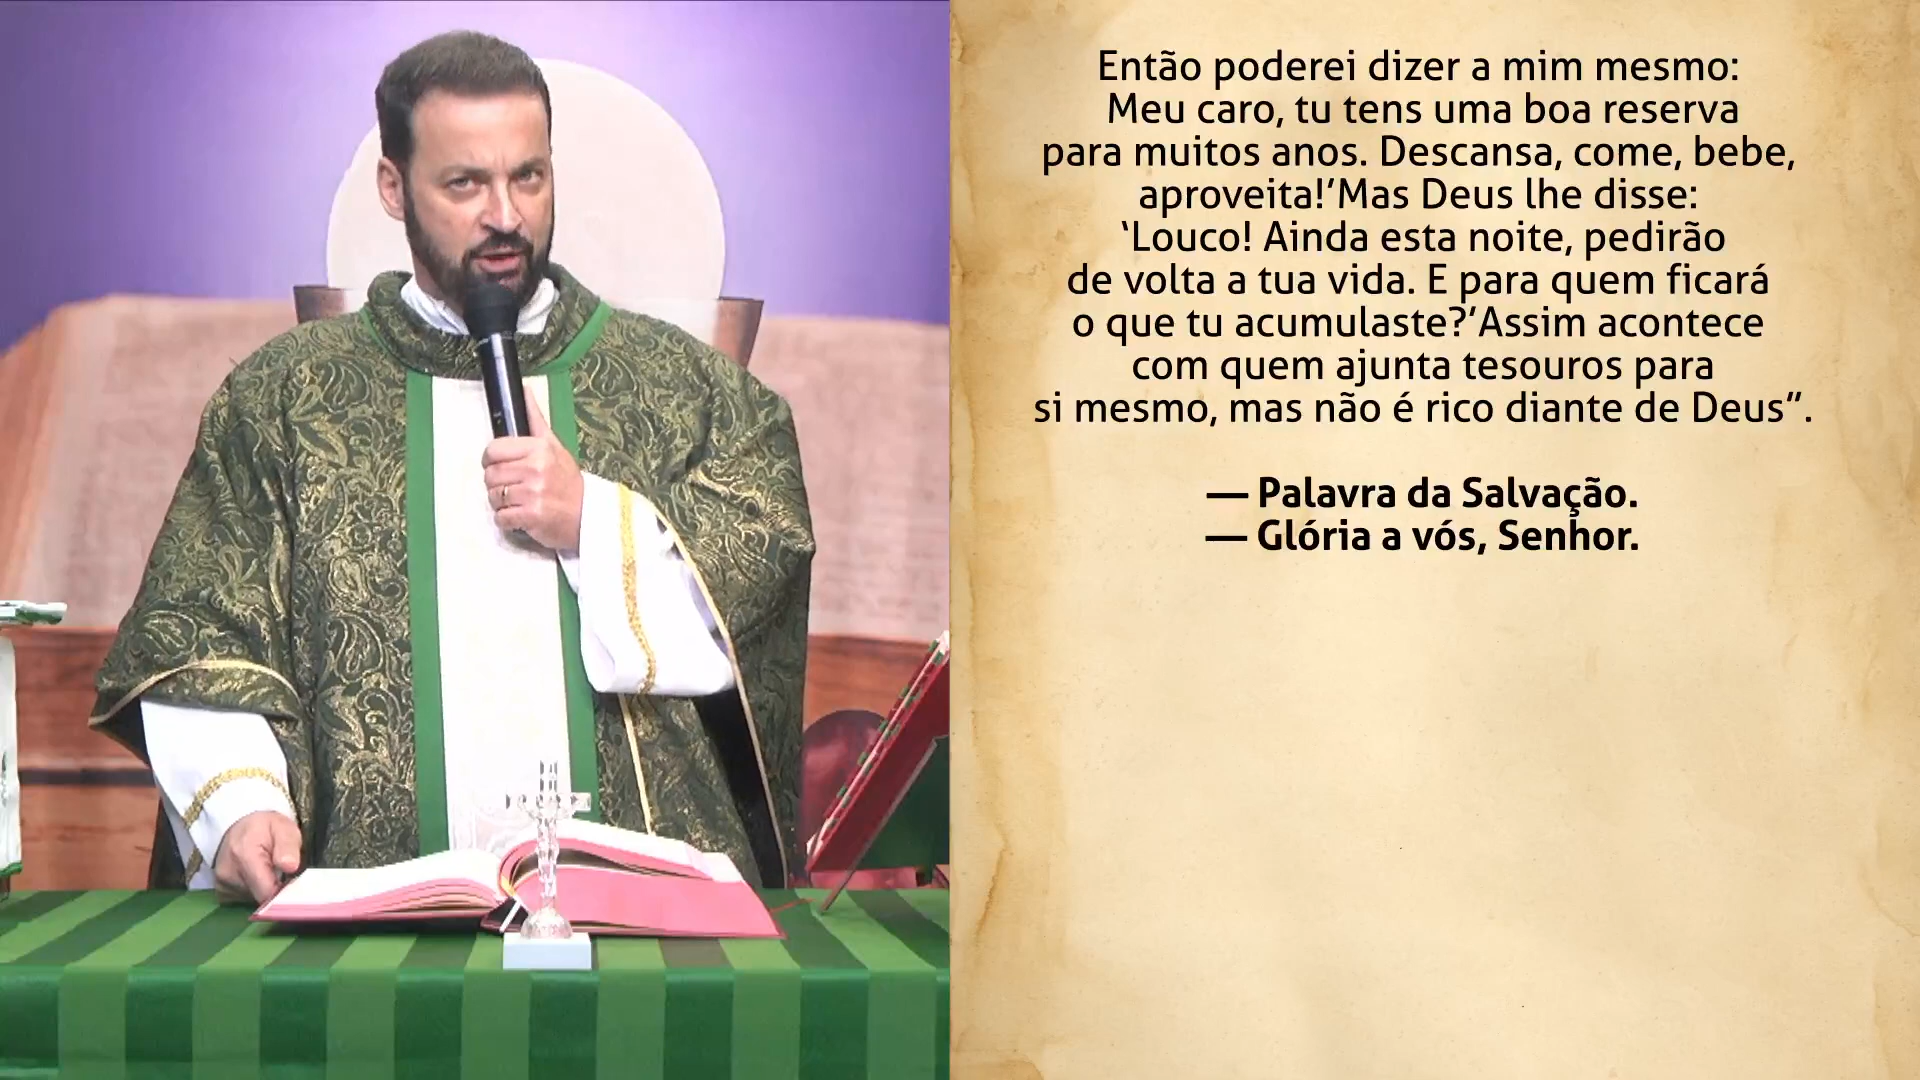 Então poderei dizer a mim mesmo:
Meu caro, tu tens uma boa reserva
para muitos anos. Descansa, come, bebe,
aproveita!’Mas Deus lhe disse:
‘Louco! Ainda esta noite, pedirão
de volta a tua vida. E para quem ficará
o que tu acumulaste?’Assim acontece
com quem ajunta tesouros para
si mesmo, mas não é rico diante de Deus”.
— Palavra da Salvação.
— Glória a vós, Senhor.